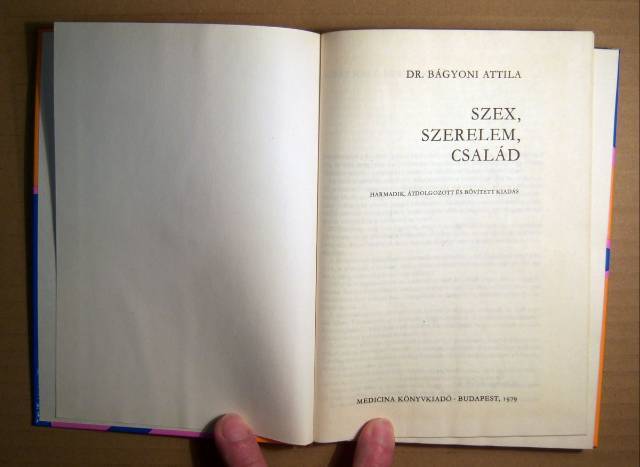 DR. BÁGYONI ATTILA
SZEX,
SZERELEM,
CSALÁD
HARMADIK, ÁTDOLGOZOTT ÉS BŐVÍTETT KIADÁS
MEDICINA KÖNYVKIADÓ · BUDAPEST, 1979